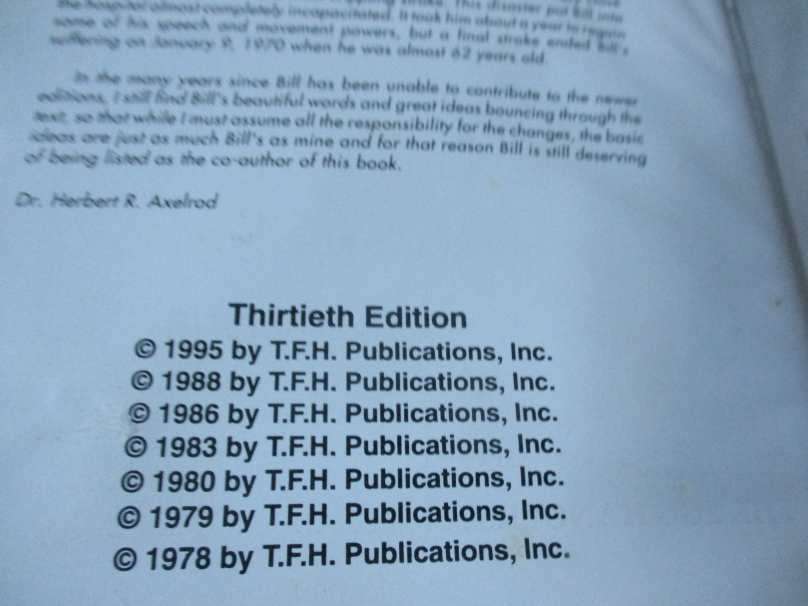 the hospital almost completely incapacitated. It took him about a year to regain
some of his speech and movement powers, but a final stroke ended Bill's
suffering on January 9, 1970 when he was almost 62 years old.
In the many years since Bill has been unable to contribute to the newer
editions, I still find Bill's beautiful words and great ideas bouncing through the
text, so that while I must assume all the responsibility for the changes, the basic
ideas are just as much Bill's as mine and for that reason Bill is still deserving
of being listed as the co-author of this book.
Dr. Herbert R. Axelrod
Thirtieth Edition
© 1995 by T.F.H. Publications, Inc.
© 1988 by T.F.H. Publications, Inc.
© 1986 by T.F.H. Publications, Inc.
© 1983 by T.F.H. Publications, Inc.
© 1980 by T.F.H. Publications, Inc.
© 1979 by T.F.H. Publications, Inc.
© 1978 by T.F.H. Publications, Inc.